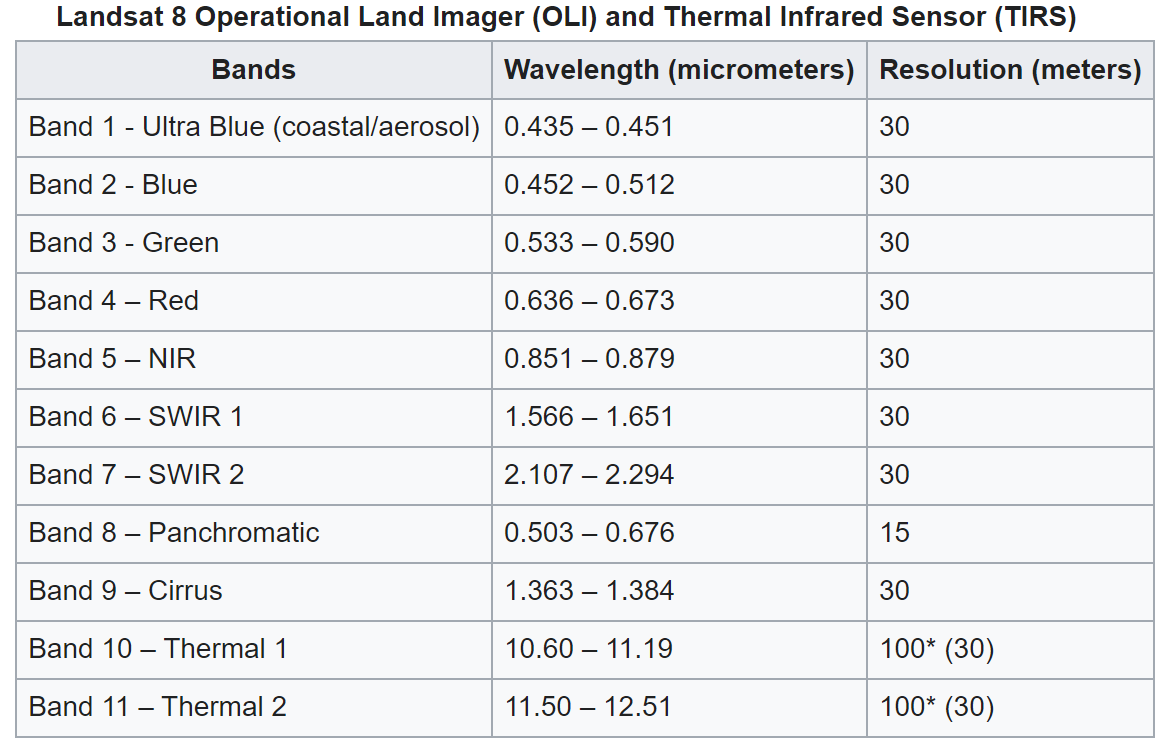 Landsat 8 Operational Land Imager (OLI) and Thermal Infrared Sensor (TIRS)
Bands Wavelength (micrometers) Resolution (meters)
Band 1 - Ultra Blue (coastal/aerosol) 0.435 – 0.451 30
Band 2 - Blue 0.452 – 0.512 30
Band 3 - Green 0.533 – 0.590 30
Band 4 – Red 0.636 – 0.673 30
Band 5 – NIR 0.851 – 0.879 30
Band 6 – SWIR 1 1.566 – 1.651 30
Band 7 – SWIR 2 2.107 – 2.294 30
Band 8 – Panchromatic 0.503 – 0.676 15
Band 9 – Cirrus 1.363 – 1.384 30
Band 10 – Thermal 1 10.60 – 11.19 100* (30)
Band 11 – Thermal 2 11.50 – 12.51 100* (30)